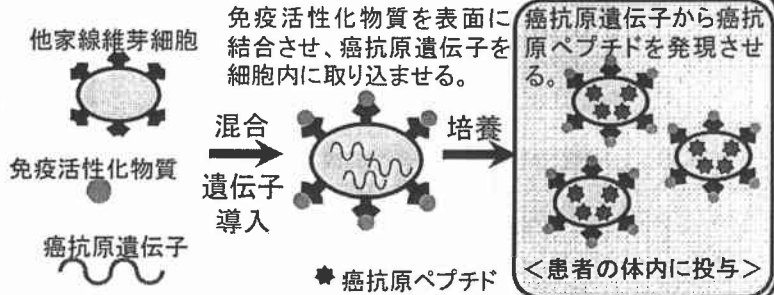 他家線維芽細胞
免疫活性化物質
癌抗原遺伝子
混合
遺伝子
導入
免疫活性化物質を表面に
結合させ、癌抗原遺伝子を
細胞内に取り込ませる。
培養
癌抗原ペプチド
癌抗原遺伝子から癌抗
原ペプチドを発現させ
る。
＜患者の体内に投与＞